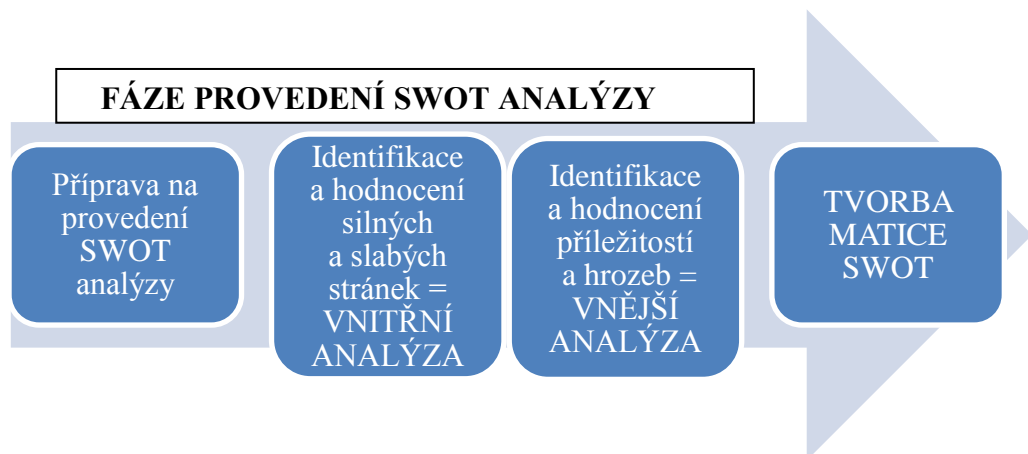 FÁZE PROVEDENÍ SWOT ANALÝZY
Příprava na
provedení
SWOT
analýzy
Identifikace
a hodnocení
silných
a slabých
stránek =
VNITŘNÍ
ANALÝZA
Identifikace
a hodnocení
příležitostí
a hrozeb =
VNĚJŠÍ
ANALÝZA
TVORBA
MATICE
SWOT